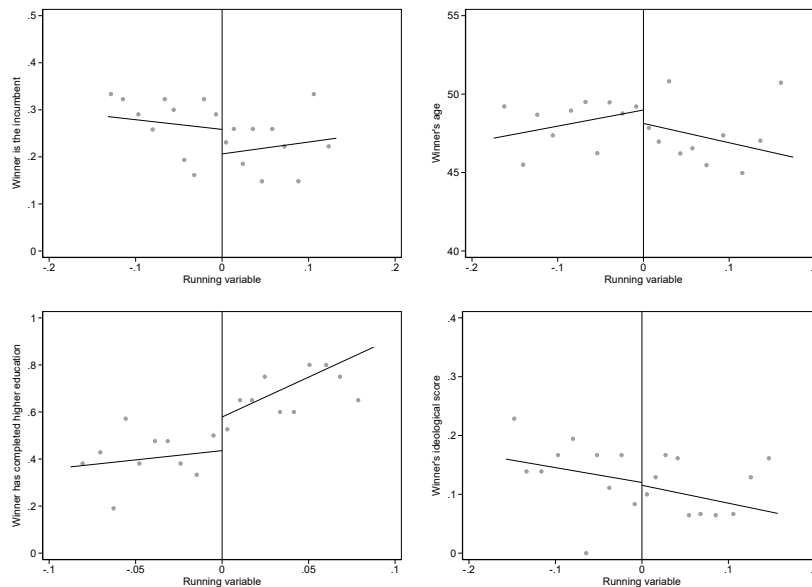 Winner is the incumbent
.5
.4
.3
.2
.1
0
-.2 -.1 0 .1 .2
Running variable
Winner's age
55
50
45
40
-.2 -.1 0 .1 .2
Running variable
Winner has completed higher education
1
.8
.6
.4
.2
0
-.1 -.05 0 .05 .1
Running variable
Winner's ideological score
.4
.3
.2
.1
0
-.2 -.1 0 .1 .2
Running variable